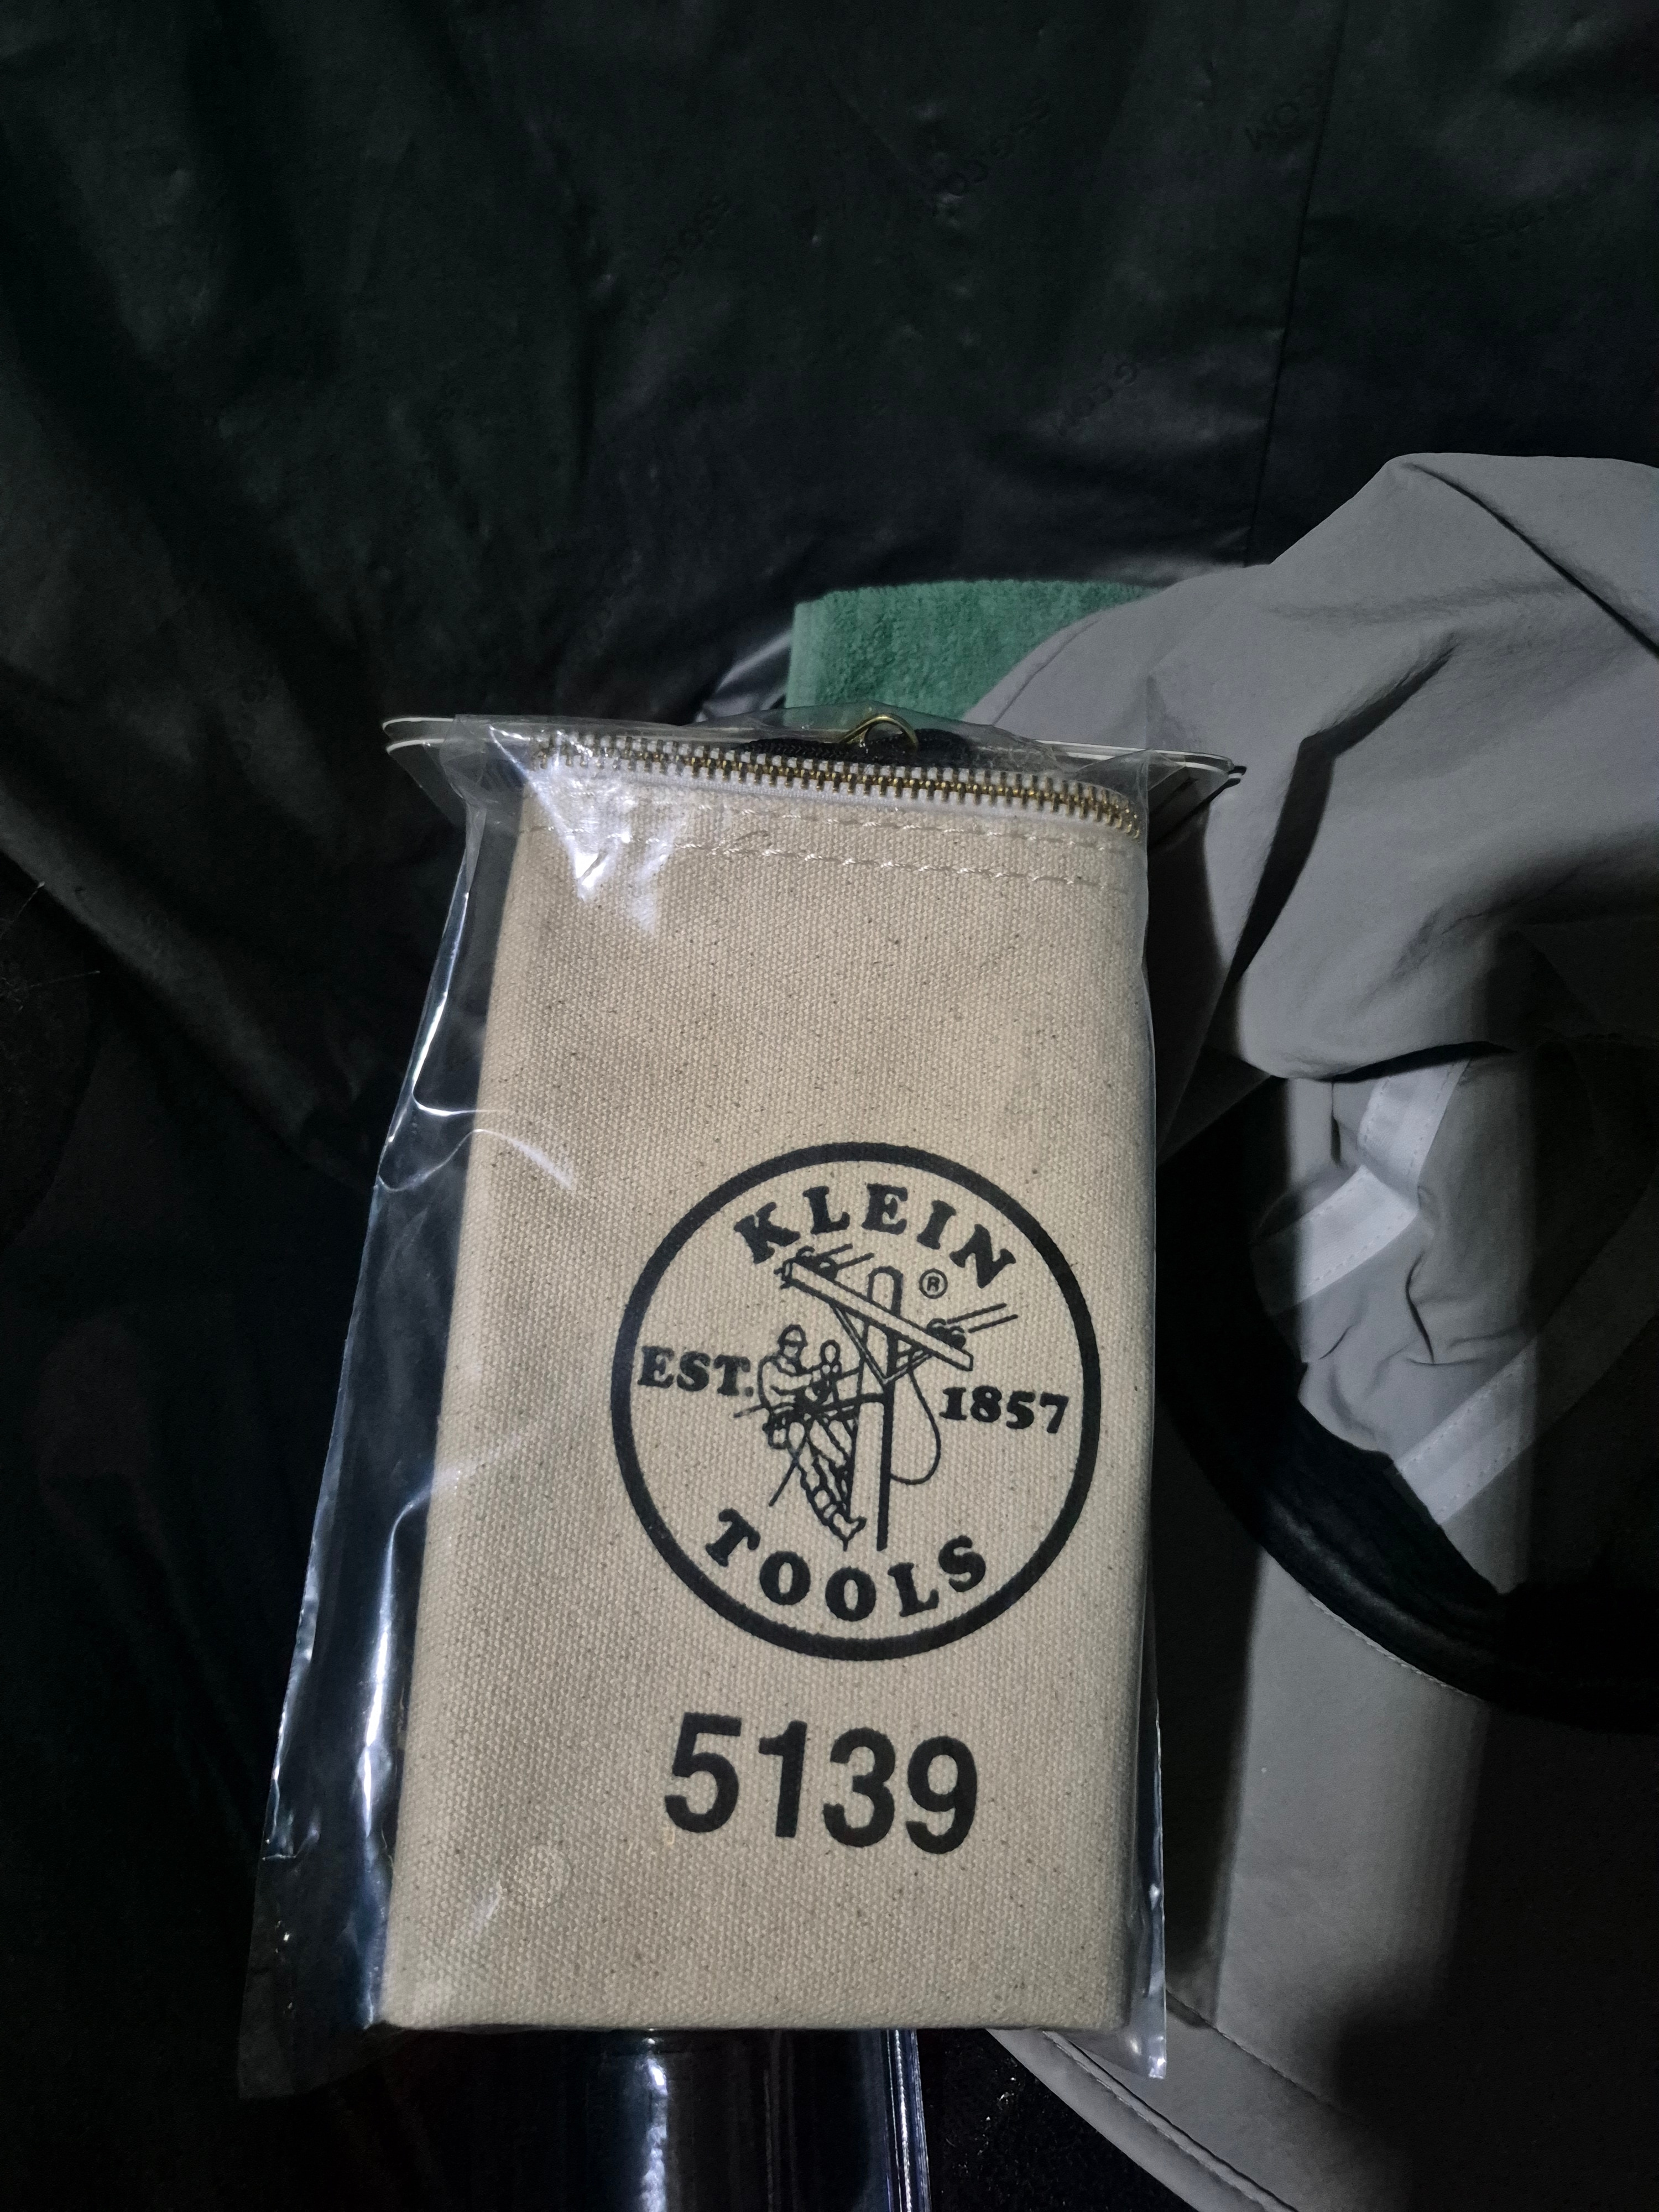 KLEIN
®
EST. 1857
TOOLS
5139